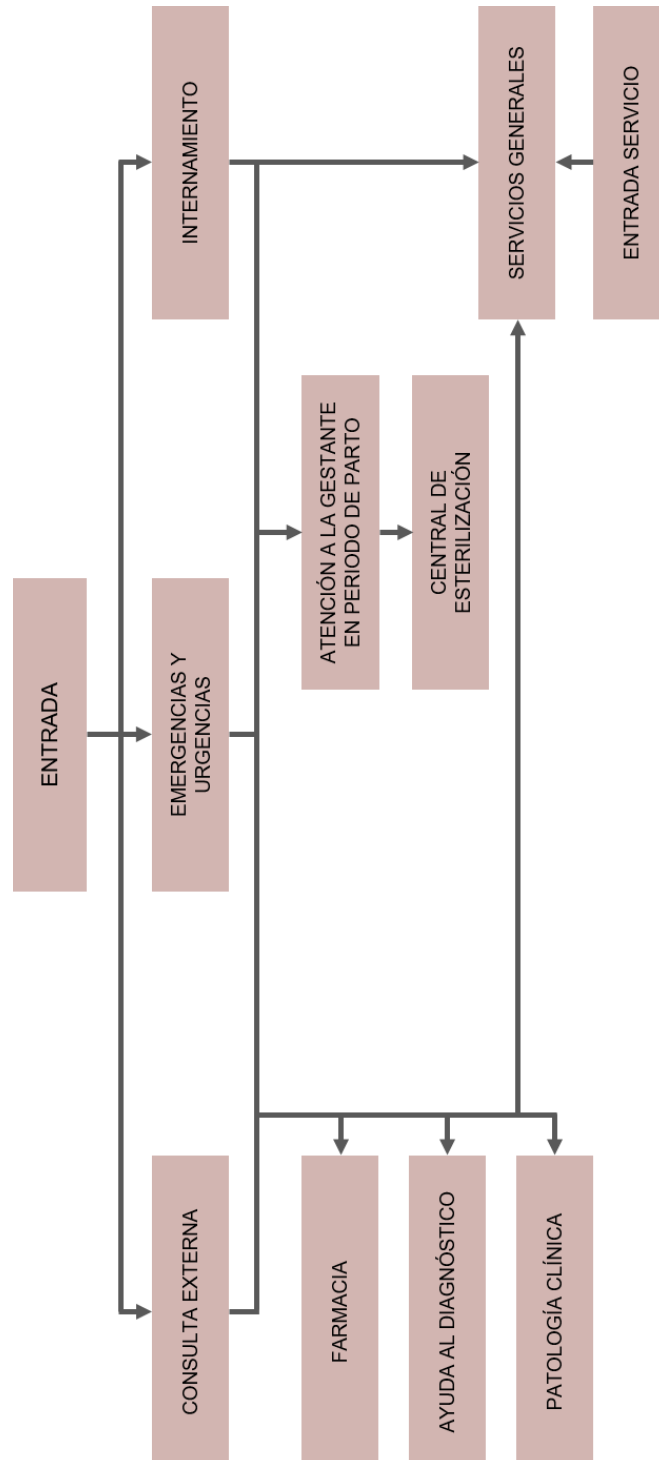 ENTRADA
CONSULTA EXTERNA
EMERGENCIAS Y
URGENCIAS
INTERNAMIENTO
FARMACIA
ATENCIÓN A LA GESTANTE
EN PERIODO DE PARTO
AYUDA AL DIAGNÓSTICO
CENTRAL DE
ESTERILIZACIÓN
PATOLOGÍA CLÍNICA
SERVICIOS GENERALES
ENTRADA SERVICIO